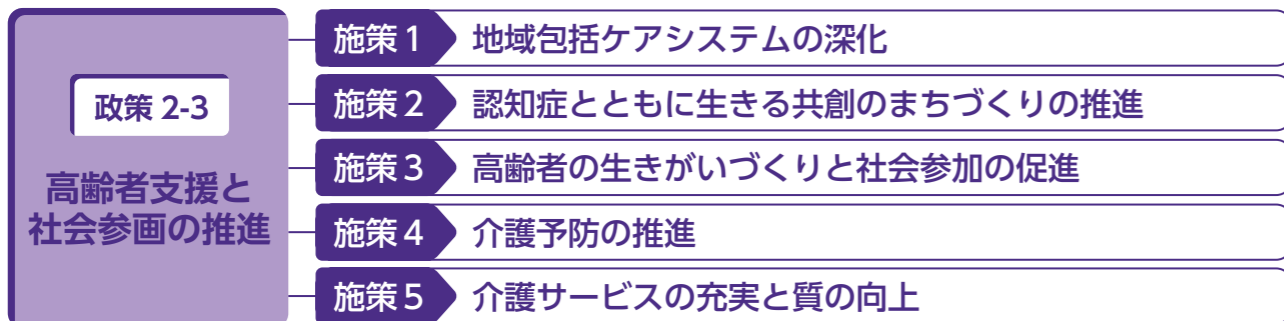 政策 2-3
高齢者支援と
社会参画の推進
施策 1 地域包括ケアシステムの深化
施策 2 認知症とともに生きる共創のまちづくりの推進
施策 3 高齢者の生きがいづくりと社会参加の促進
施策 4 介護予防の推進
施策 5 介護サービスの充実と質の向上